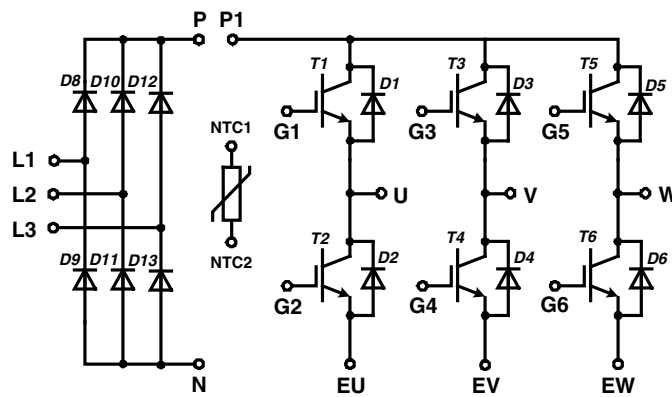 P P1
T1 T3 T5
D8 D10 D12 D1 D3 D5
G1 G3 G5
NTC1
L1
L2 U V W
L3
T2 T4 T6
D9 D11 D13 D2 D4 D6
NTC2
G2 G4 G6
N EU EV EW